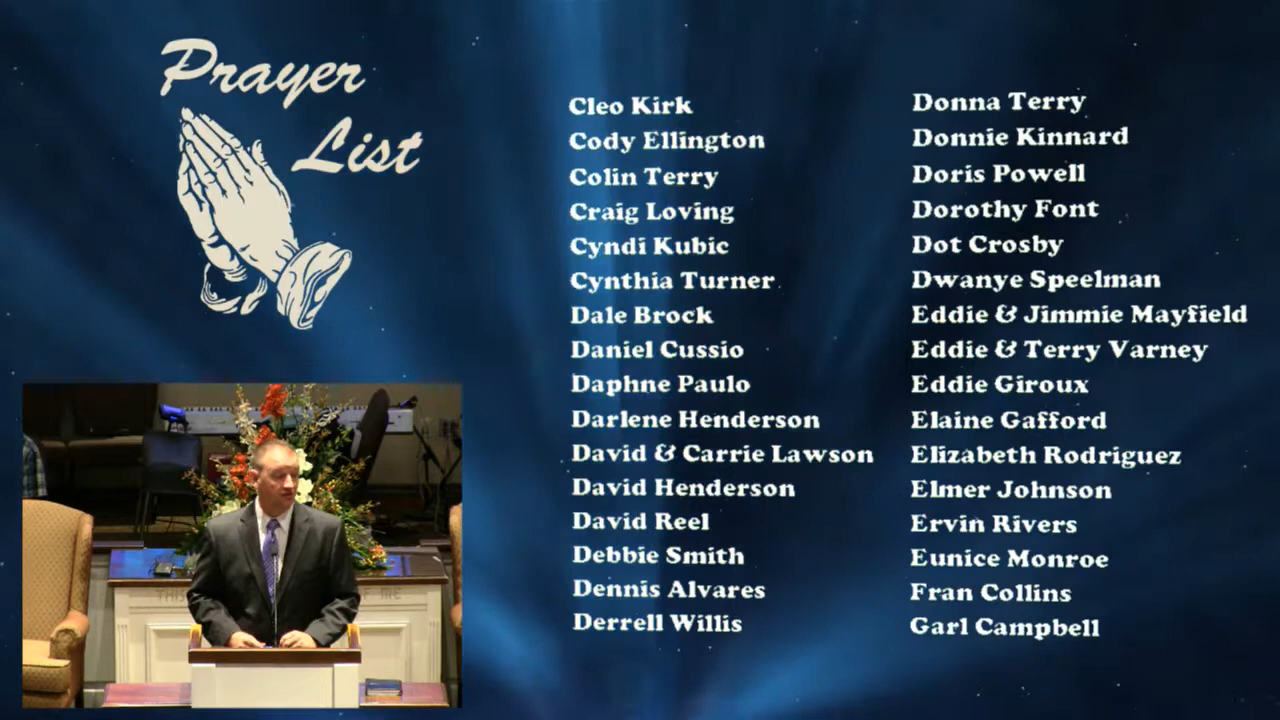 Prayer
List
Cleo Kirk
Cody Ellington
Colin Terry
Craig Loving
Cyndi Kubic
Cynthia Turner
Dale Brock
Daniel Cussio
Daphne Paulo
Darlene Henderson
David & Carrie Lawson
David Henderson
David Reel
Debbie Smith
Dennis Alvares
Derrell Willis
Donna Terry
Donnie Kinnard
Doris Powell
Dorothy Font
Dot Crosby
Dwanye Speelman
Eddie & Jimmie Mayfield
Eddie & Terry Varney
Eddie Giroux
Elaine Gafford
Elizabeth Rodriguez
Elmer Johnson
Ervin Rivers
Eunice Monroe
Fran Collins
Garl Campbell
THIS OF ME